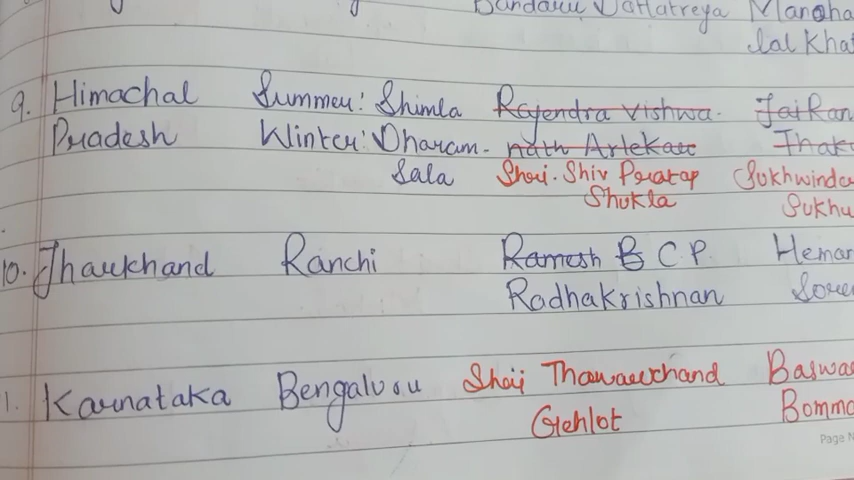 Bandaru Dattatreya Manoha
lal Khat
9. Himachal Summer: Shimla Rajendra Vishwa- Jai Ram
Pradesh Winter: Dharam- nath Arlekar Thak
Sala Shri. Shiv Pratap Sukhwinde
Shukla Sukhu
10. Jharkhand Ranchi Ramesh B C.P. Heman
Radhakrishnan Soren
1. Karnataka Bengaluru Shri Thawarchand Baswa
Gehlot Bomma
Page N